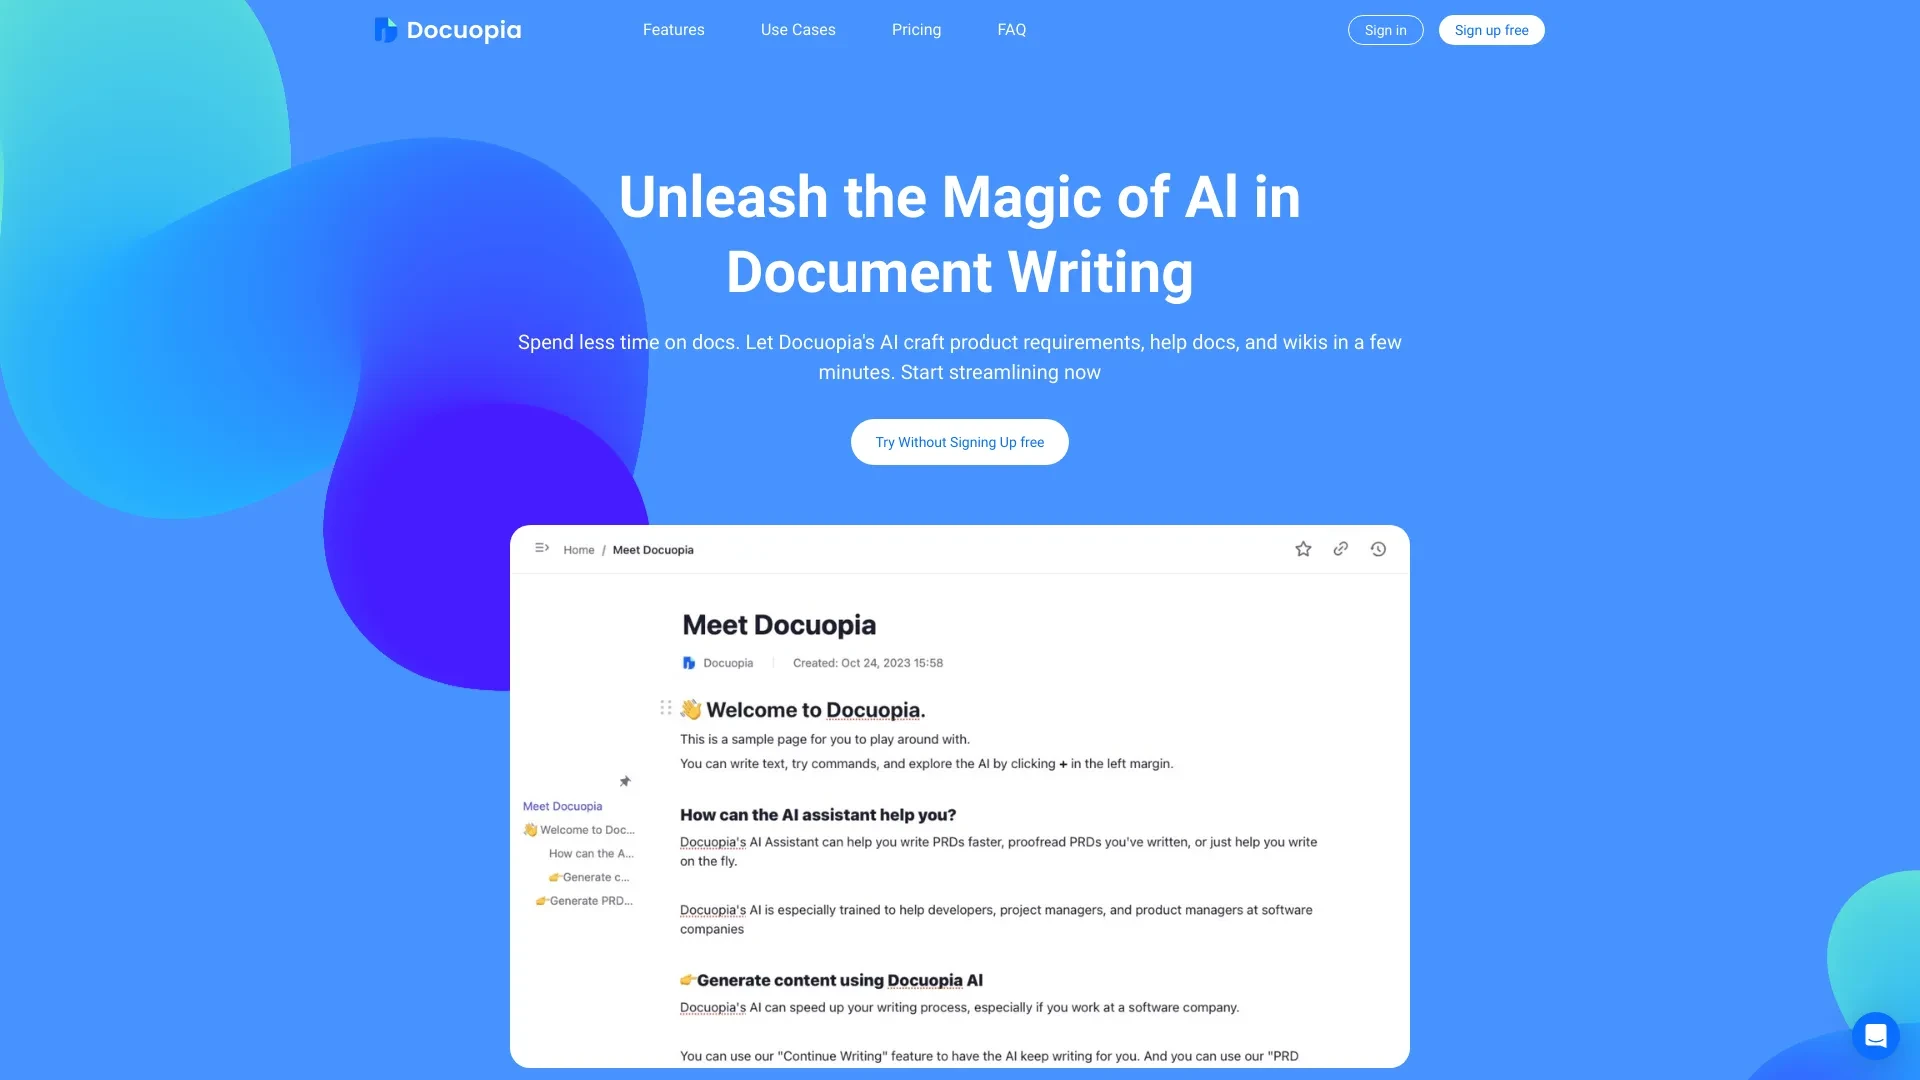 Docuopia
Features
Use Cases
Pricing
FAQ
Sign in
Sign up free
Unleash the Magic of AI in
Document Writing
Spend less time on docs. Let Docuopia's AI craft product requirements, help docs, and wikis in a few
minutes. Start streamlining now
Try Without Signing Up free
Home / Meet Docuopia
Meet Docuopia
Docuopia
Created: Oct 24, 2023 15:58
👋 Welcome to Docuopia.
This is a sample page for you to play around with.
You can write text, try commands, and explore the AI by clicking + in the left margin.
Meet Docuopia
👋 Welcome to Doc...
How can the A...
👉Generate c...
👉Generate PRD...
How can the AI assistant help you?
Docuopia's AI Assistant can help you write PRDs faster, proofread PRDs you've written, or just help you write
on the fly.
Docuopia's AI is especially trained to help developers, project managers, and product managers at software
companies
👉Generate content using Docuopia AI
Docuopia's AI can speed up your writing process, especially if you work at a software company.
You can use our "Continue Writing" feature to have the AI keep writing for you. And you can use our "PRD